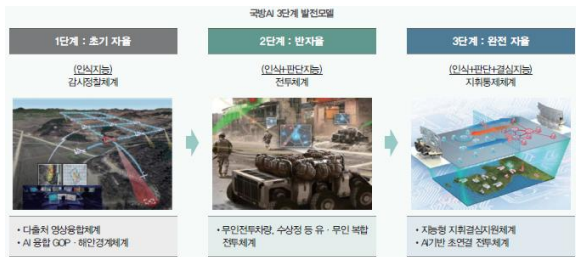 국방AI 3단계 발전모델
1단계 : 초기 자율
(인식지능)
감시정찰체계
• 다출처 영상융합체계
• AI 융합 GOP · 해안경계체계
2단계 : 반자율
(인식+판단지능)
전투체계
• 무인전투차량, 수상정 등 유 · 무인 복합
전투체계
3단계 : 완전 자율
(인식+판단+결심지능)
지휘통제체계
• 지능형 지휘결심지원체계
• AI기반 초연결 전투체계